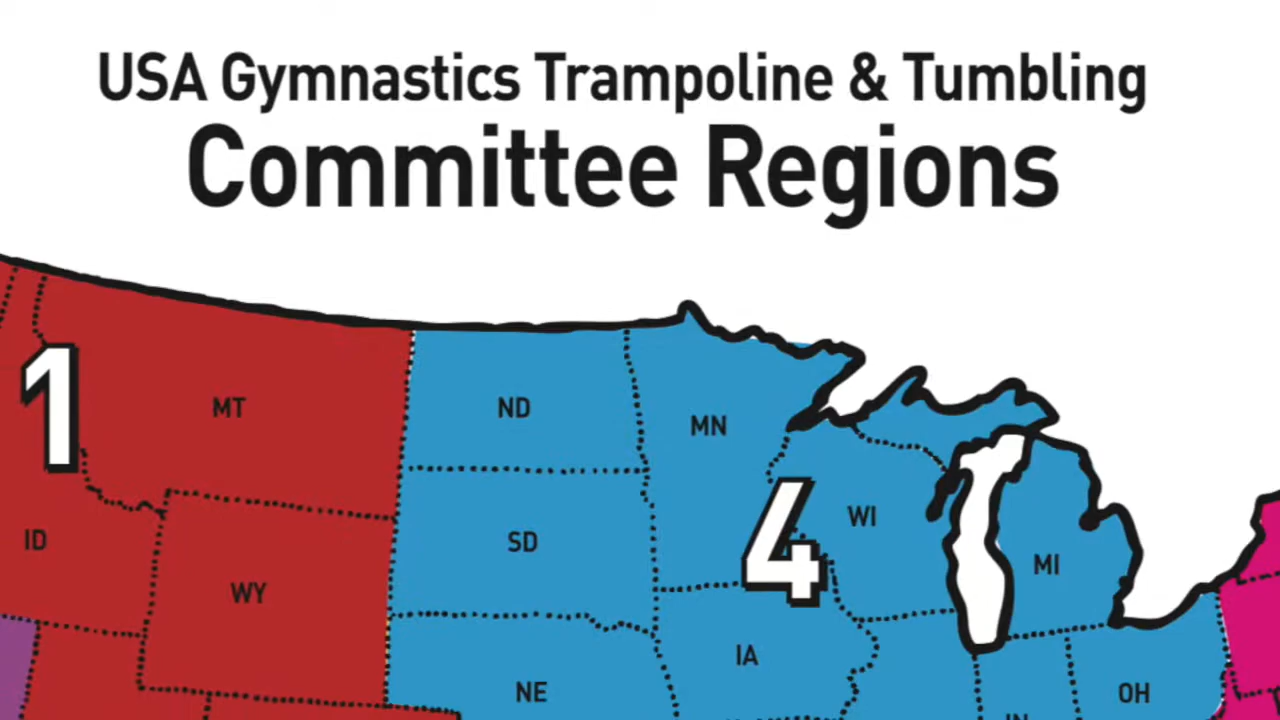 USA Gymnastics Trampoline & Tumbling
Committee Regions
1
MT
ND
MN
WI
ID
SD
4
MI
WY
IA
NE
OH
IN